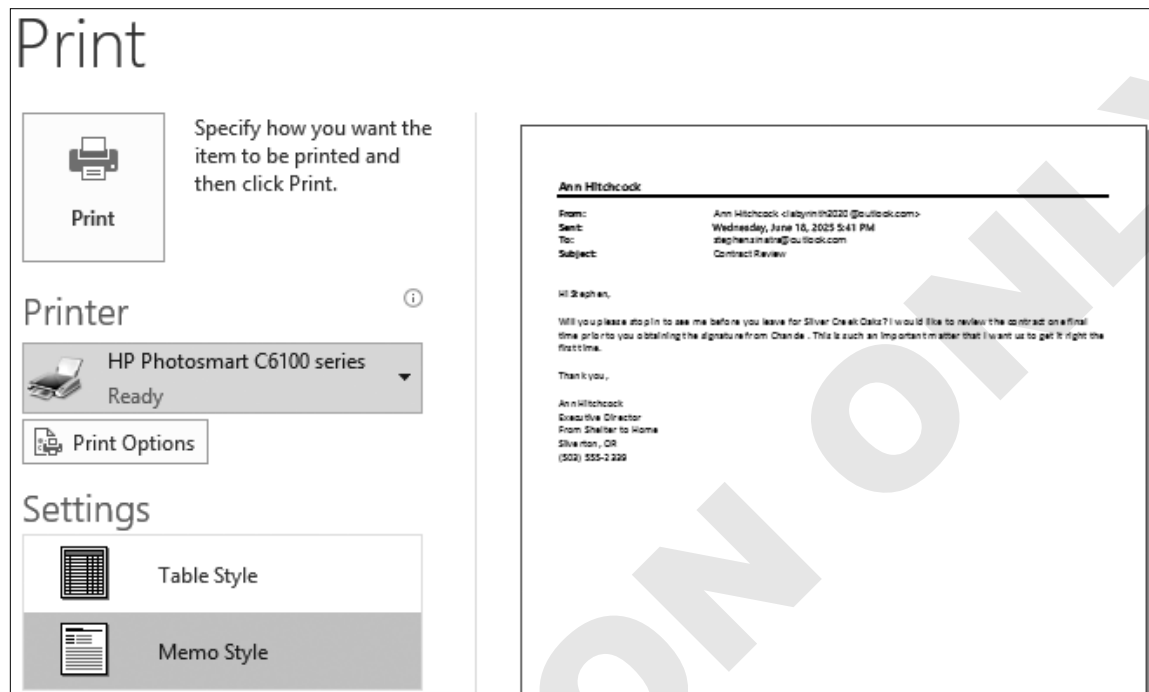 Print
Print
Specify how you want the
item to be printed and
then click Print.
Printer
HP Photosmart C6100 series
Ready
Print Options
Settings
Table Style
Memo Style
Ann Hitchcock
From: Ann Hitchcock <labyrinth2020@outlook.com>
Sent: Wednesday, June 18, 2025 5:41 PM
To: stephensinatra@outlook.com
Subject: Contract Review
Hi Stephen,
Will you please stop in to see me before you leave for Silver Creek Oaks? I would like to review the contract one final
time prior to you obtaining the signature from Chande . This is such an important matter that I want us to get it right the
first time.
Thank you,
Ann Hitchcock
Executive Director
From Shelter to Home
Silverton, OR
(503) 555-2339
ON ONLY